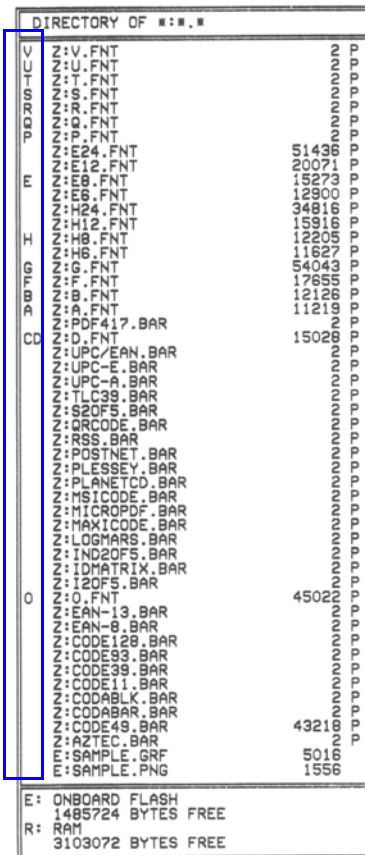 DIRECTORY OF *:*.*
V Z:V.FNT 2 P
U Z:U.FNT 2 P
T Z:T.FNT 2 P
S Z:S.FNT 2 P
R Z:R.FNT 2 P
Q Z:Q.FNT 2 P
P Z:P.FNT 2 P
Z:E24.FNT 51436 P
Z:E12.FNT 20071 P
E Z:E8.FNT 15273 P
Z:E6.FNT 12900 P
Z:H24.FNT 34816 P
Z:H12.FNT 15916 P
H Z:H8.FNT 12205 P
Z:H6.FNT 11627 P
G Z:G.FNT 54043 P
F Z:F.FNT 17655 P
B Z:B.FNT 12126 P
A Z:A.FNT 11219 P
Z:PDF417.BAR 2 P
CD Z:D.FNT 15028 P
Z:UPC/EAN.BAR 2 P
Z:UPC-E.BAR 2 P
Z:UPC-A.BAR 2 P
Z:TLC39.BAR 2 P
Z:S2OF5.BAR 2 P
Z:QRCODE.BAR 2 P
Z:RSS.BAR 2 P
Z:POSTNET.BAR 2 P
Z:PLESSEY.BAR 2 P
Z:PLANETCD.BAR 2 P
Z:MSICODE.BAR 2 P
Z:MICROPDF.BAR 2 P
Z:MAXICODE.BAR 2 P
Z:LOGMARS.BAR 2 P
Z:IND2OF5.BAR 2 P
Z:IDMATRIX.BAR 2 P
Z:I2OF5.BAR 2 P
0 Z:0.FNT 45022 P
Z:EAN-13.BAR 2 P
Z:EAN-8.BAR 2 P
Z:CODE128.BAR 2 P
Z:CODE93.BAR 2 P
Z:CODE39.BAR 2 P
Z:CODE11.BAR 2 P
Z:CODABLK.BAR 2 P
Z:CODABAR.BAR 2 P
Z:CODE49.BAR 43218 P
Z:AZTEC.BAR 2 P
E:SAMPLE.GRF 5016
E:SAMPLE.PNG 1556
E: ONBOARD FLASH
1485724 BYTES FREE
R: RAM
3103072 BYTES FREE